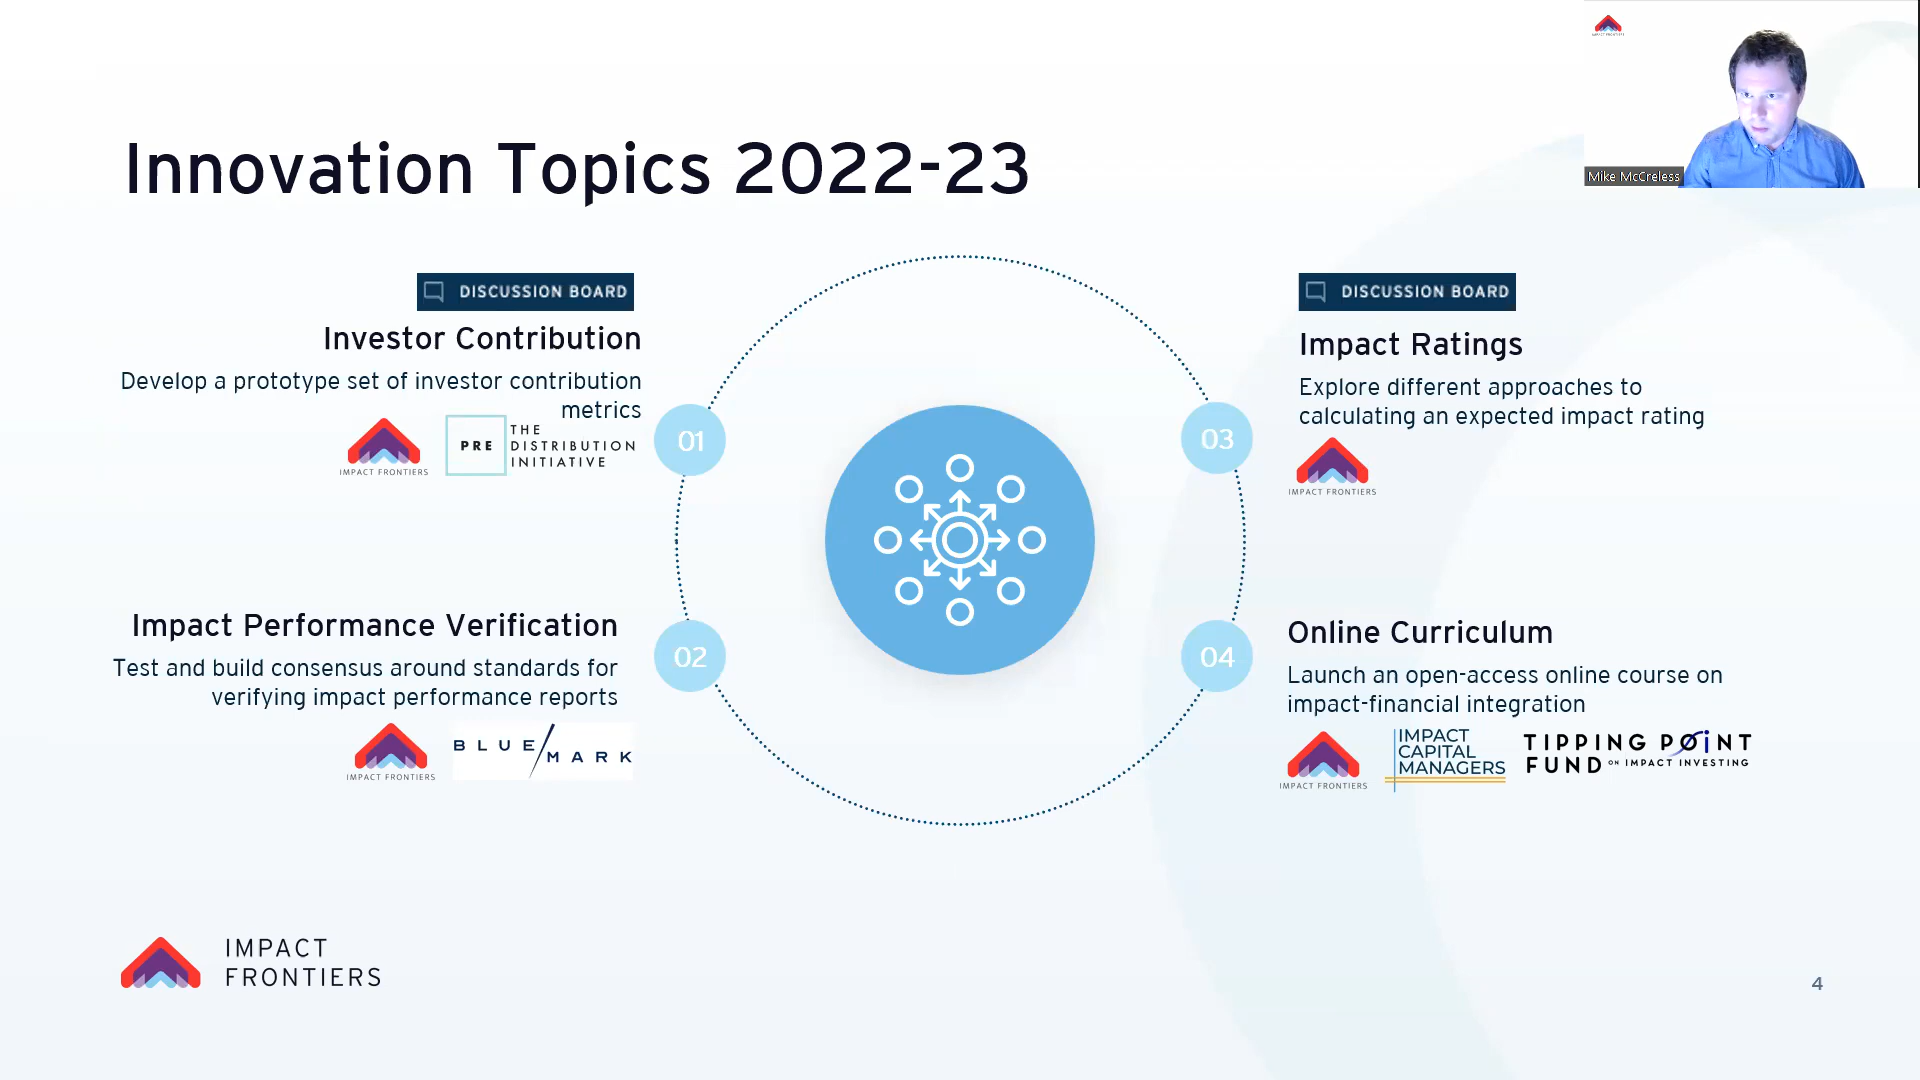 Innovation Topics 2022-23
Mike McCreless
DISCUSSION BOARD
Investor Contribution
Develop a prototype set of investor contribution
metrics
IMPACT FRONTIERS
PRE
THE
DISTRIBUTION
INITIATIVE
01
Impact Performance Verification
Test and build consensus around standards for
verifying impact performance reports
IMPACT FRONTIERS
BLUE/MARK
02
DISCUSSION BOARD
Impact Ratings
Explore different approaches to
calculating an expected impact rating
IMPACT FRONTIERS
03
Online Curriculum
Launch an open-access online course on
impact-financial integration
IMPACT FRONTIERS
IMPACT
CAPITAL
MANAGERS
TIPPING POiNT
FUND ON IMPACT INVESTING
04
IMPACT
FRONTIERS
4